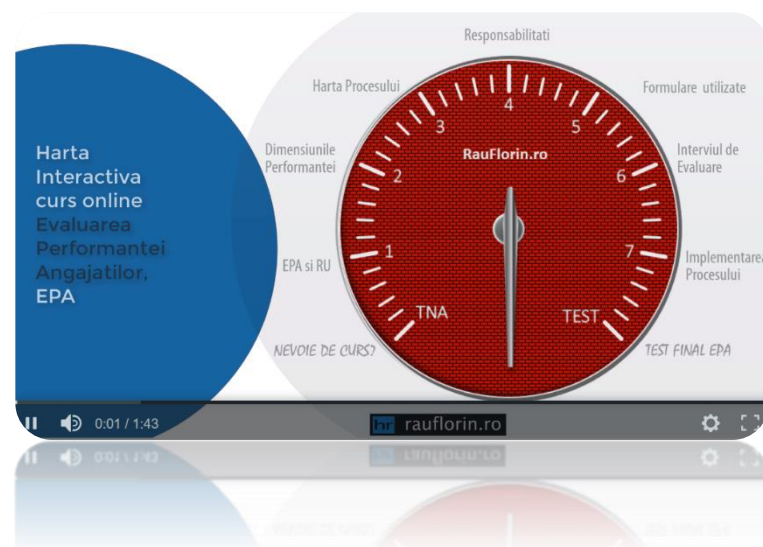 Harta
Interactiva
curs online
Evaluarea
Performantei
Angajatilor,
EPA
Responsabilitati
Harta Procesului
Formulare utilizate
Dimensiunile
Performantei
Interviul de
Evaluare
EPA si RU
Implementarea
Procesului
NEVOIE DE CURS?
TEST FINAL EPA
RauFlorin.ro
TNA
1
2
3
4
5
6
7
TEST
0:01 / 1:43
hr rauflorin.ro